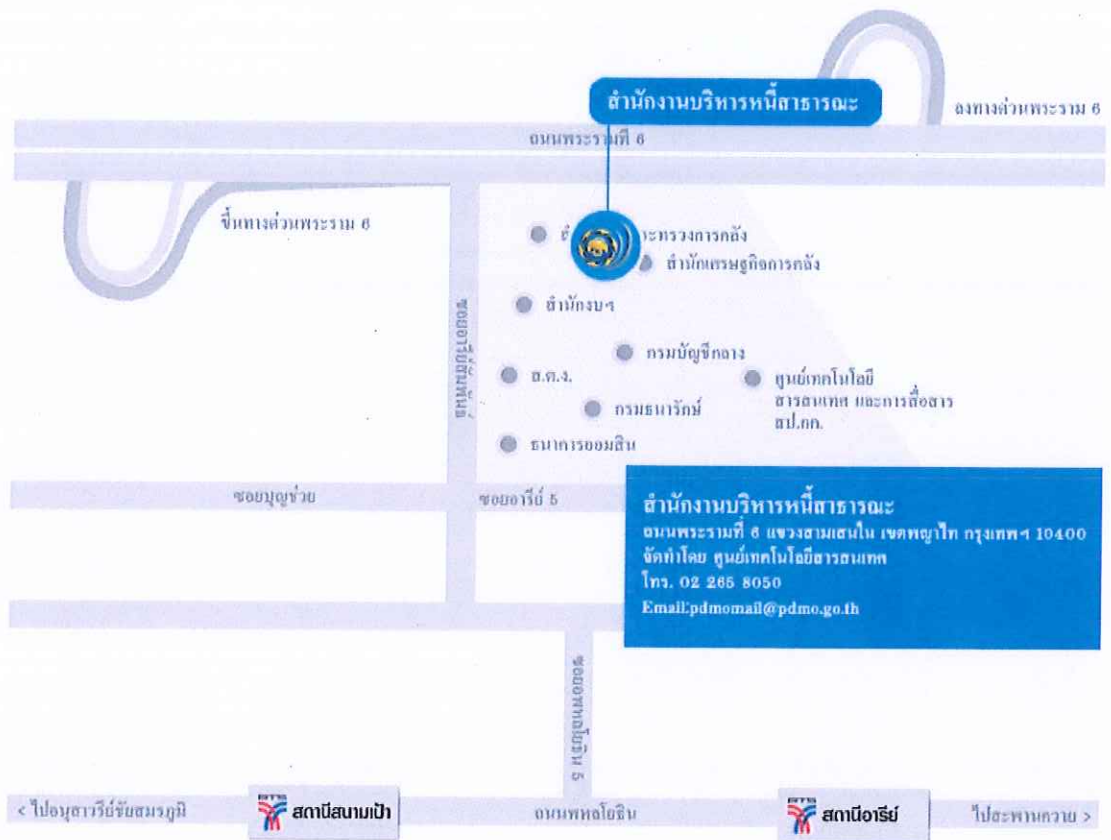 สำนักงานบริหารหนี้สาธารณะ
ลงทางด่วนพระราม 6
ถนนพระรามที่ 6
ขึ้นทางด่วนพระราม 6
ะทรวงการคลัง
สำนักเศรษฐกิจการคลัง
ซอยอารีย์สัมพันธ์
สำนักงบฯ
กรมบัญชีกลาง
ส.ต.ง.
ศูนย์เทคโนโลยี
สารสนเทศ และการสื่อสาร
สป.กค.
กรมธนารักษ์
ธนาคารออมสิน
ซอยบุญช่วย
ซอยอารีย์ 5
สำนักงานบริหารหนี้สาธารณะ
ถนนพระรามที่ 6 แขวงสามเสนใน เขตพญาไท กรุงเทพฯ 10400
จัดทำโดย ศูนย์เทคโนโลยีสารสนเทศ
โทร. 02 265 8050
Email:pdmomail@pdmo.go.th
ซอยพหลโยธิน 5
< ไปอนุสาวรีย์ชัยสมรภูมิ
BTS
สถานีสนามเป้า
ถนนพหลโยธิน
BTS
สถานีอารีย์
ไปสะพานควาย >